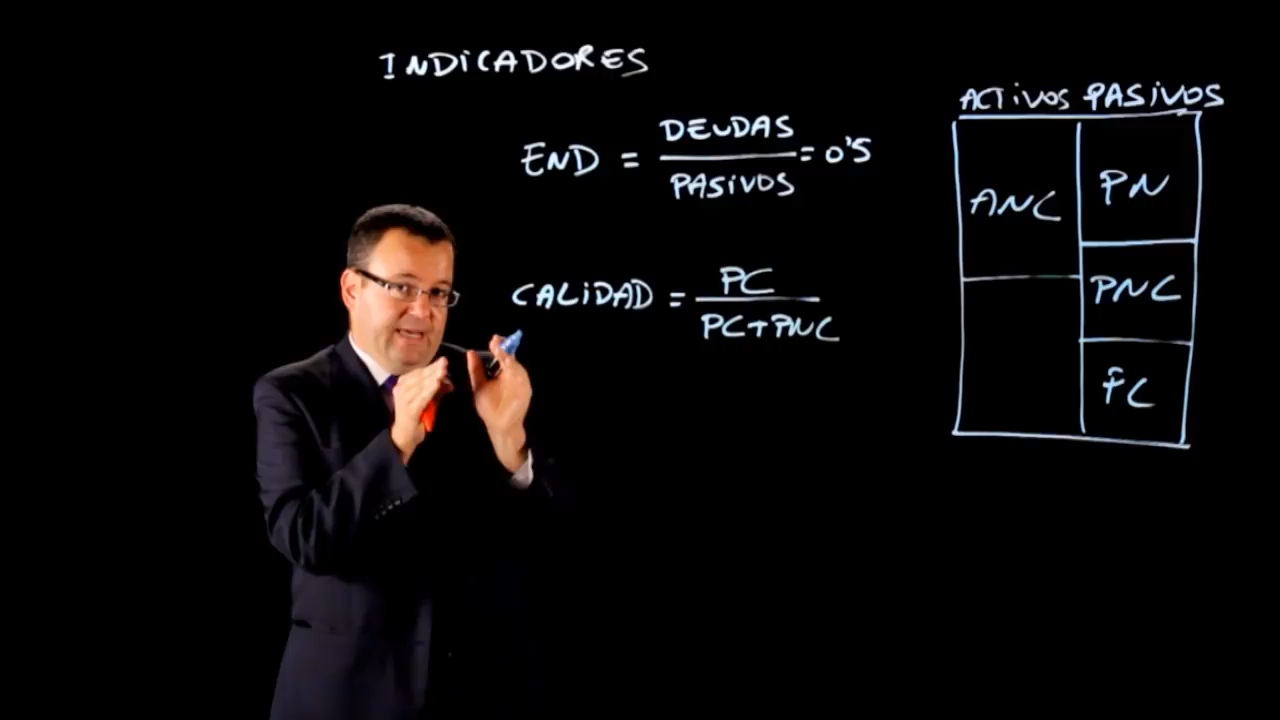 INDICADORES
END = DEUDAS / PASIVOS = 0'5
CALIDAD = PC / PC+PNC
ACTIVOS PASIVOS
ANC
PN
PNC
PC